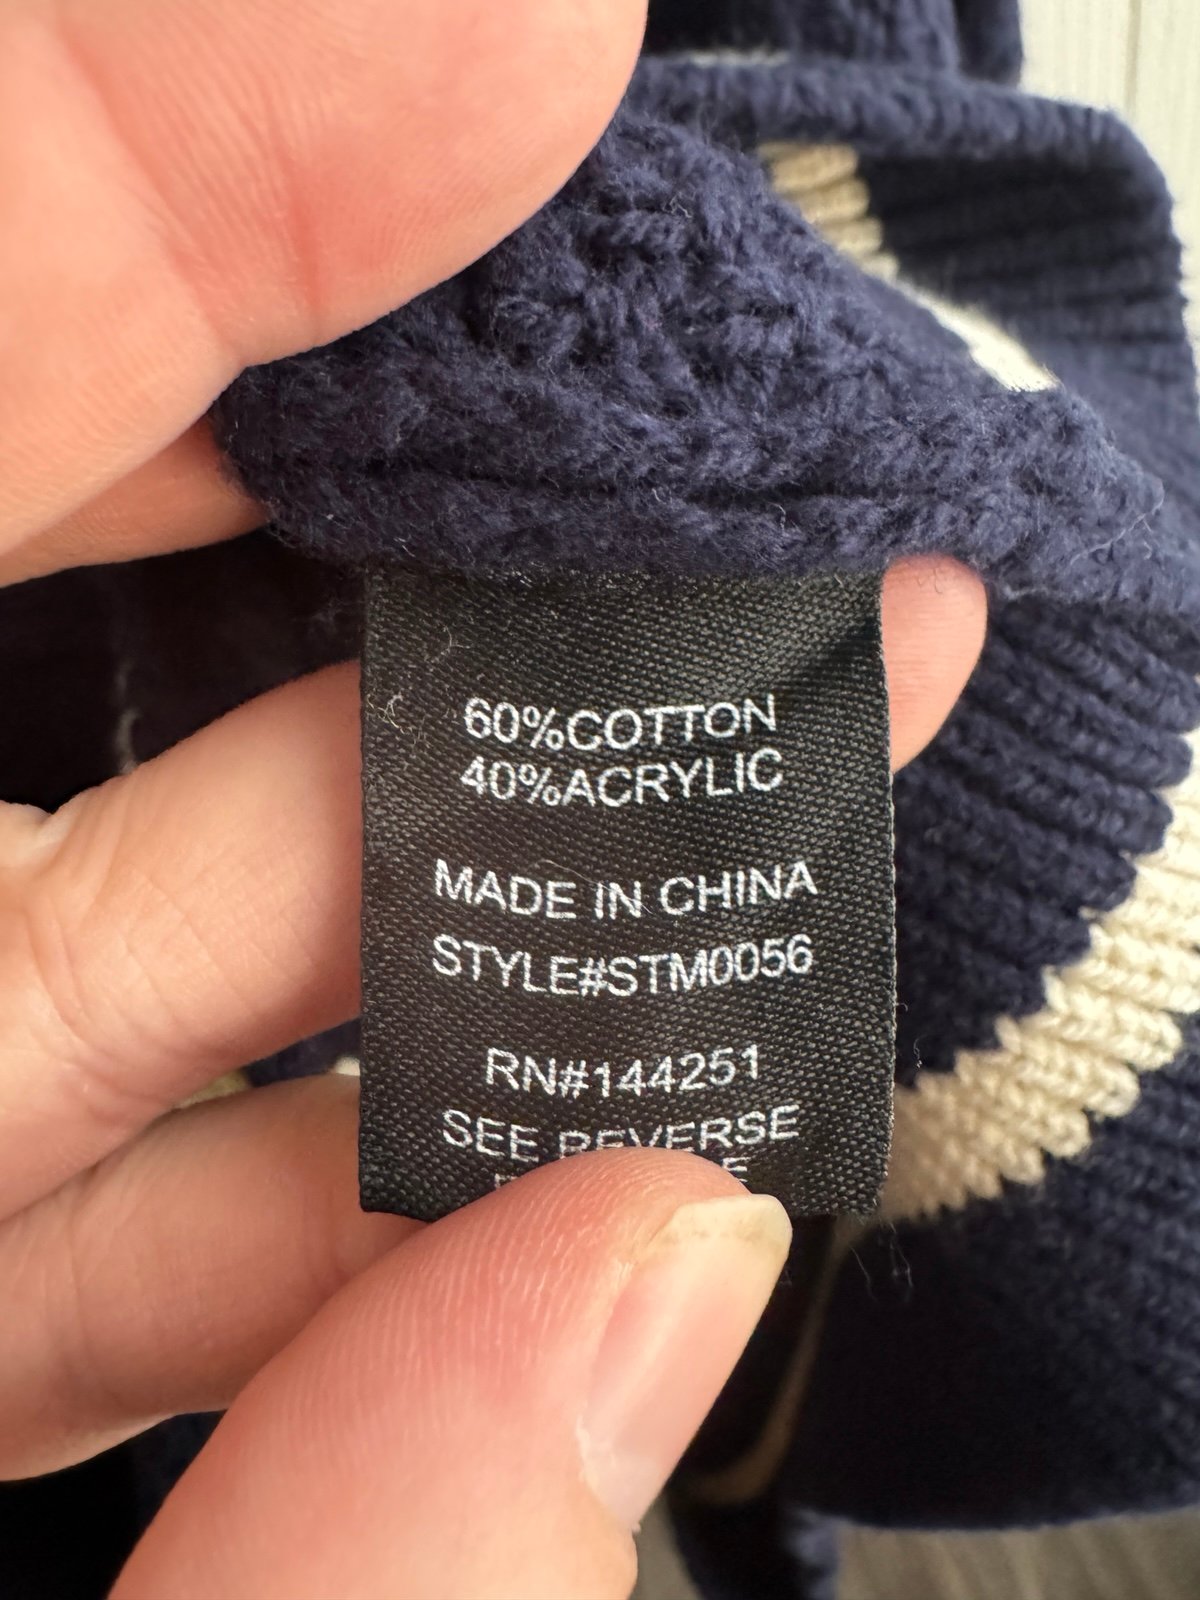 60%COTTON
40%ACRYLIC
MADE IN CHINA
STYLE#STM0056
RN#144251
SEE REVERSE